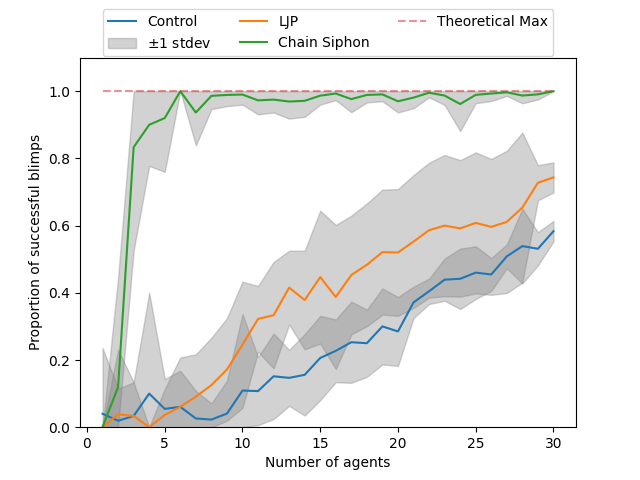 Control LJP Theoretical Max
±1 stdev Chain Siphon
1.0
0.8
0.6
0.4
0.2
0.0
Proportion of successful blimps
0 5 10 15 20 25 30
Number of agents